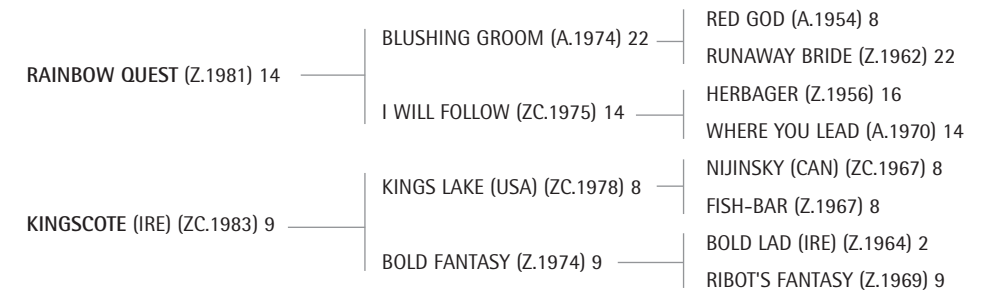 RAINBOW QUEST (Z.1981) 14
BLUSHING GROOM (A.1974) 22
RED GOD (A.1954) 8
RUNAWAY BRIDE (Z.1962) 22
I WILL FOLLOW (ZC.1975) 14
HERBAGER (Z.1956) 16
WHERE YOU LEAD (A.1970) 14
KINGSCOTE (IRE) (ZC.1983) 9
KINGS LAKE (USA) (ZC.1978) 8
NIJINSKY (CAN) (ZC.1967) 8
FISH-BAR (Z.1967) 8
BOLD FANTASY (Z.1974) 9
BOLD LAD (IRE) (Z.1964) 2
RIBOT'S FANTASY (Z.1969) 9